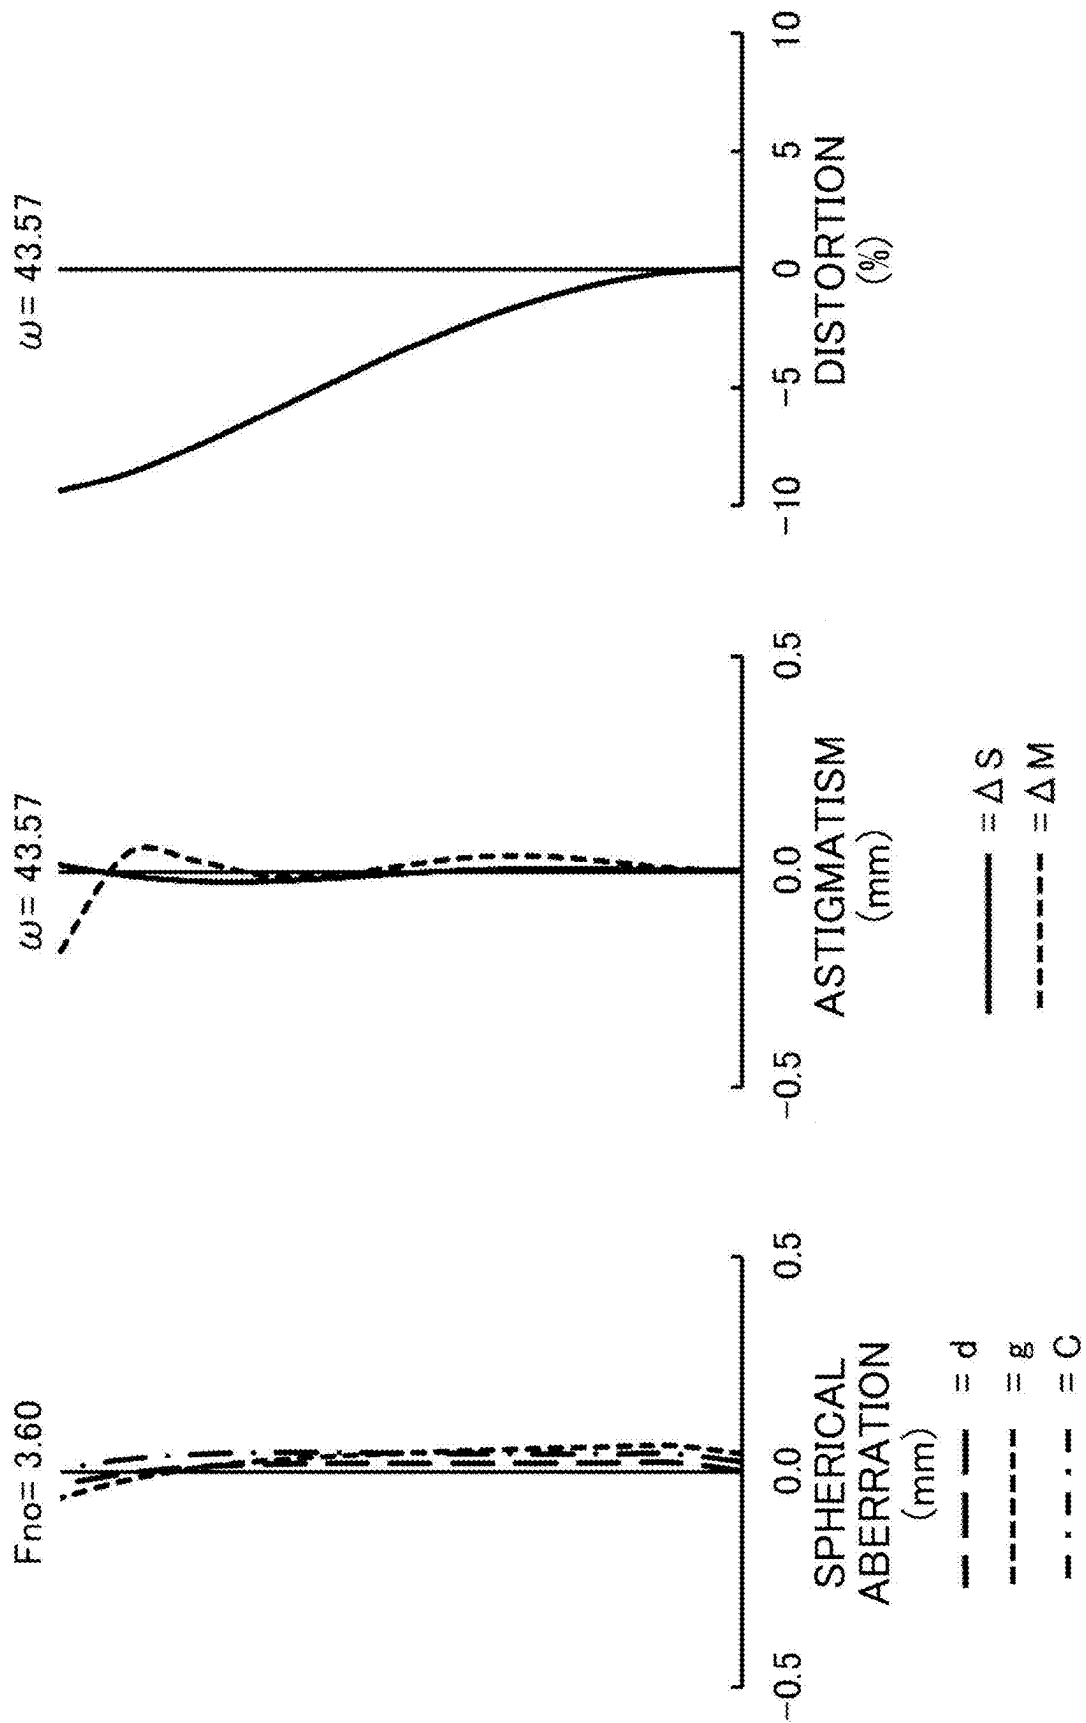 Fno= 3.60
-0.5
0.0
0.5
SPHERICAL
ABERRATION
(mm)
= d
= g
= C
ω= 43.57
-0.5
0.0
0.5
ASTIGMATISM
(mm)
=ΔS
=ΔM
ω= 43.57
-10
-5
0
5
10
DISTORTION
(%)